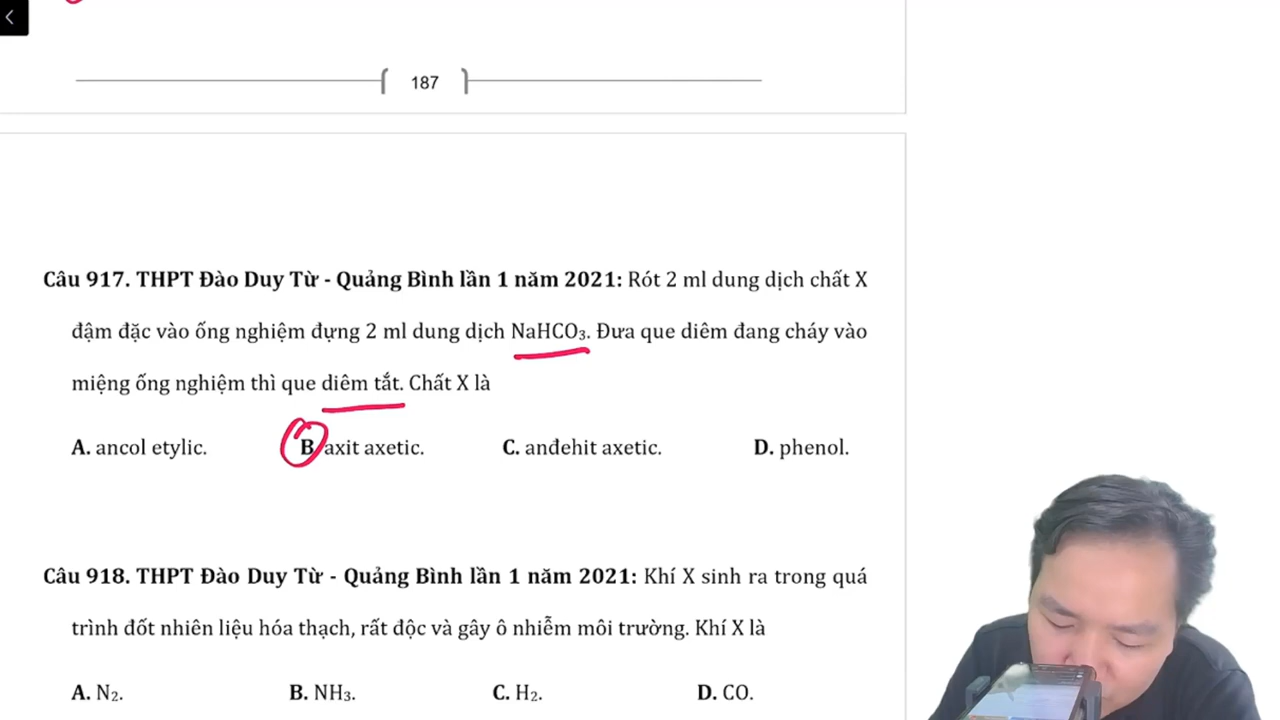 187
Câu 917. THPT Đào Duy Từ - Quảng Bình lần 1 năm 2021: Rót 2 ml dung dịch chất X
đậm đặc vào ống nghiệm đựng 2 ml dung dịch NaHCO₃. Đưa que diêm đang cháy vào
miệng ống nghiệm thì que diêm tắt. Chất X là
A. ancol etylic. B. axit axetic. C. anđehit axetic. D. phenol.
Câu 918. THPT Đào Duy Từ - Quảng Bình lần 1 năm 2021: Khí X sinh ra trong quá
trình đốt nhiên liệu hóa thạch, rất độc và gây ô nhiễm môi trường. Khí X là
A. N₂. B. NH₃. C. H₂. D. CO.